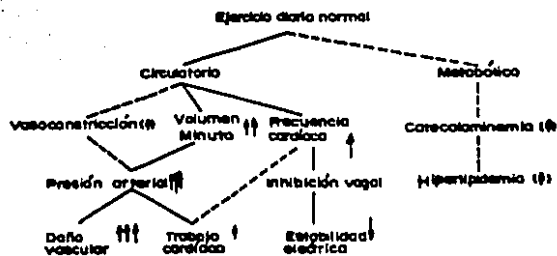 Ejercicio diario normal
Circulatorio
Metabólico
Vasoconstricción (↑)
Volumen Minuto ↑↑
Frecuencia cardíaca ↑
Catecolaminemia (↑)
Presión arterial ↑↑↑
Inhibición vagal
Hiperlipidemia (↑)
Daño vascular ↑↑↑
Trabajo cardíaco ↑
Estabilidad eléctrica ↓